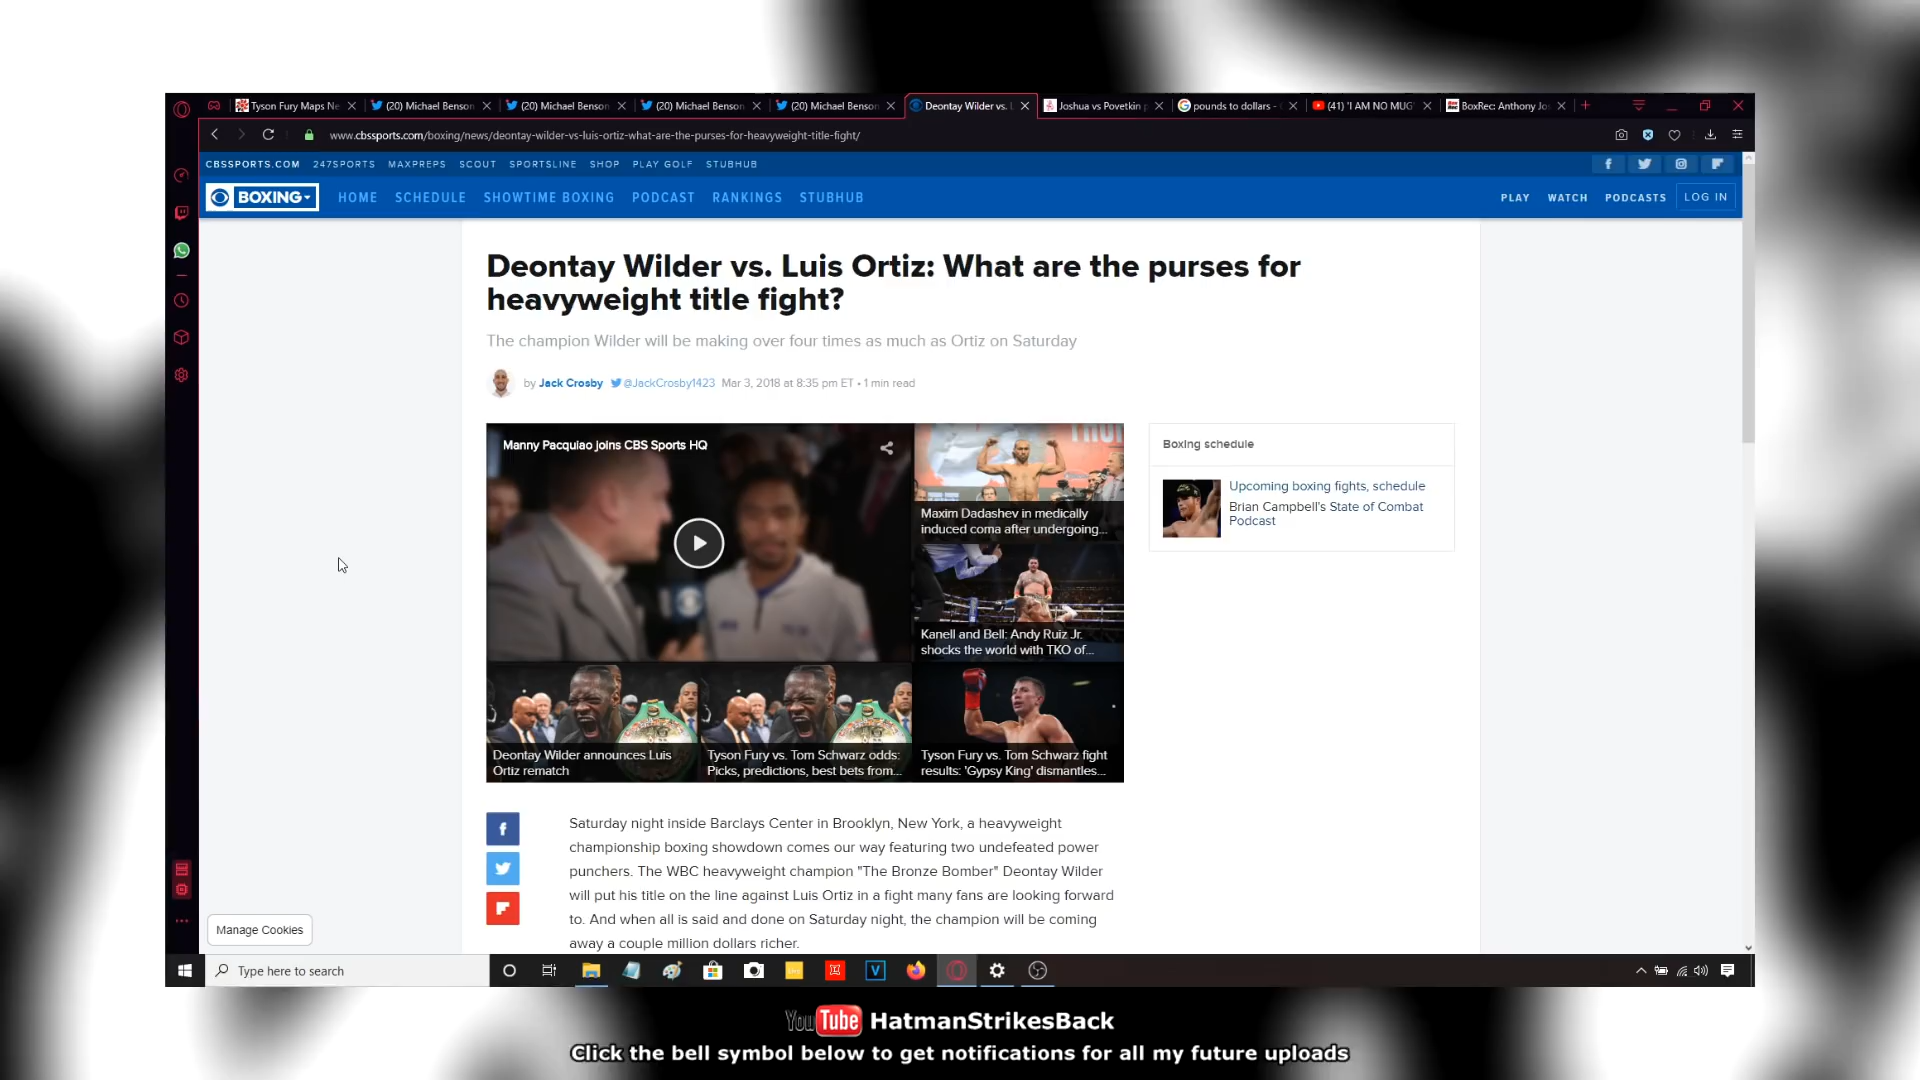 Tyson Fury Maps Ne
(20) Michael Benson
(20) Michael Benson
(20) Michael Benson
(20) Michael Benson
Deontay Wilder vs. L
Joshua vs Povetkin p
pounds to dollars - G
(41) 'I AM NO MUG'
BoxRec: Anthony Jo
www.cbssports.com/boxing/news/deontay-wilder-vs-luis-ortiz-what-are-the-purses-for-heavyweight-title-fight/
CBSSPORTS.COM 247SPORTS MAXPREPS SCOUT SPORTSLINE SHOP PLAY GOLF STUBHUB
BOXING HOME SCHEDULE SHOWTIME BOXING PODCAST RANKINGS STUBHUB PLAY WATCH PODCASTS LOG IN
Deontay Wilder vs. Luis Ortiz: What are the purses for
heavyweight title fight?
The champion Wilder will be making over four times as much as Ortiz on Saturday
by Jack Crosby @JackCrosby1423 Mar 3, 2018 at 8:35 pm ET • 1 min read
Manny Pacquiao joins CBS Sports HQ
Maxim Dadashev in medically
induced coma after undergoing...
Kanell and Bell: Andy Ruiz Jr.
shocks the world with TKO of...
Deontay Wilder announces Luis
Ortiz rematch
Tyson Fury vs. Tom Schwarz odds:
Picks, predictions, best bets from...
Tyson Fury vs. Tom Schwarz fight
results: 'Gypsy King' dismantles...
Boxing schedule
Upcoming boxing fights, schedule
Brian Campbell's State of Combat
Podcast
Saturday night inside Barclays Center in Brooklyn, New York, a heavyweight
championship boxing showdown comes our way featuring two undefeated power
punchers. The WBC heavyweight champion "The Bronze Bomber" Deontay Wilder
will put his title on the line against Luis Ortiz in a fight many fans are looking forward
to. And when all is said and done on Saturday night, the champion will be coming
away a couple million dollars richer.
Manage Cookies
Type here to search
YouTube HatmanStrikesBack
Click the bell symbol below to get notifications for all my future uploads